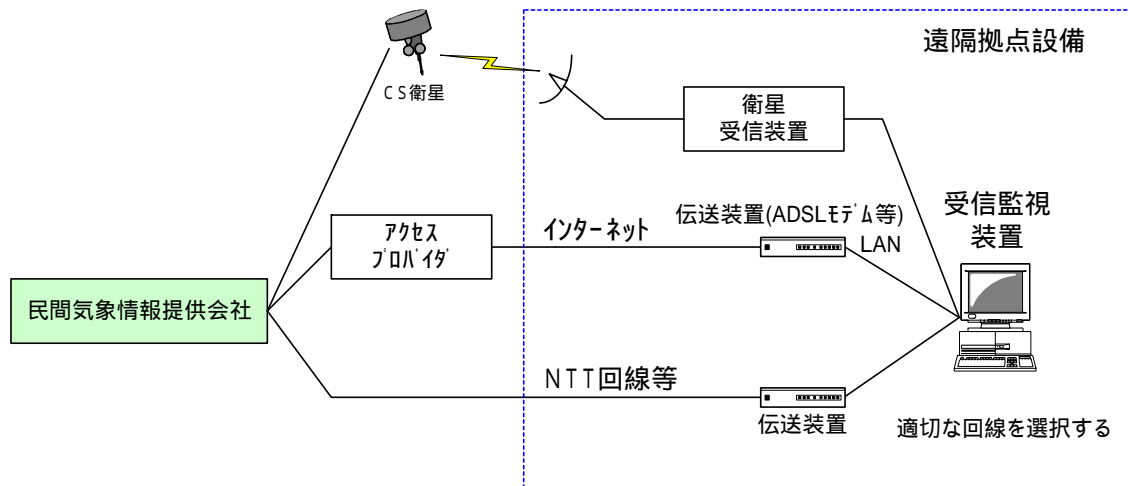 遠隔拠点設備
CS衛星
衛星
受信装置
伝送装置(ADSLﾓﾃﾞﾑ等)
LAN
受信監視
装置
ｱｸｾｽ
ﾌﾟﾛﾊﾞｲﾀﾞ
ｲﾝﾀｰﾈｯﾄ
民間気象情報提供会社
NTT回線等
伝送装置
適切な回線を選択する